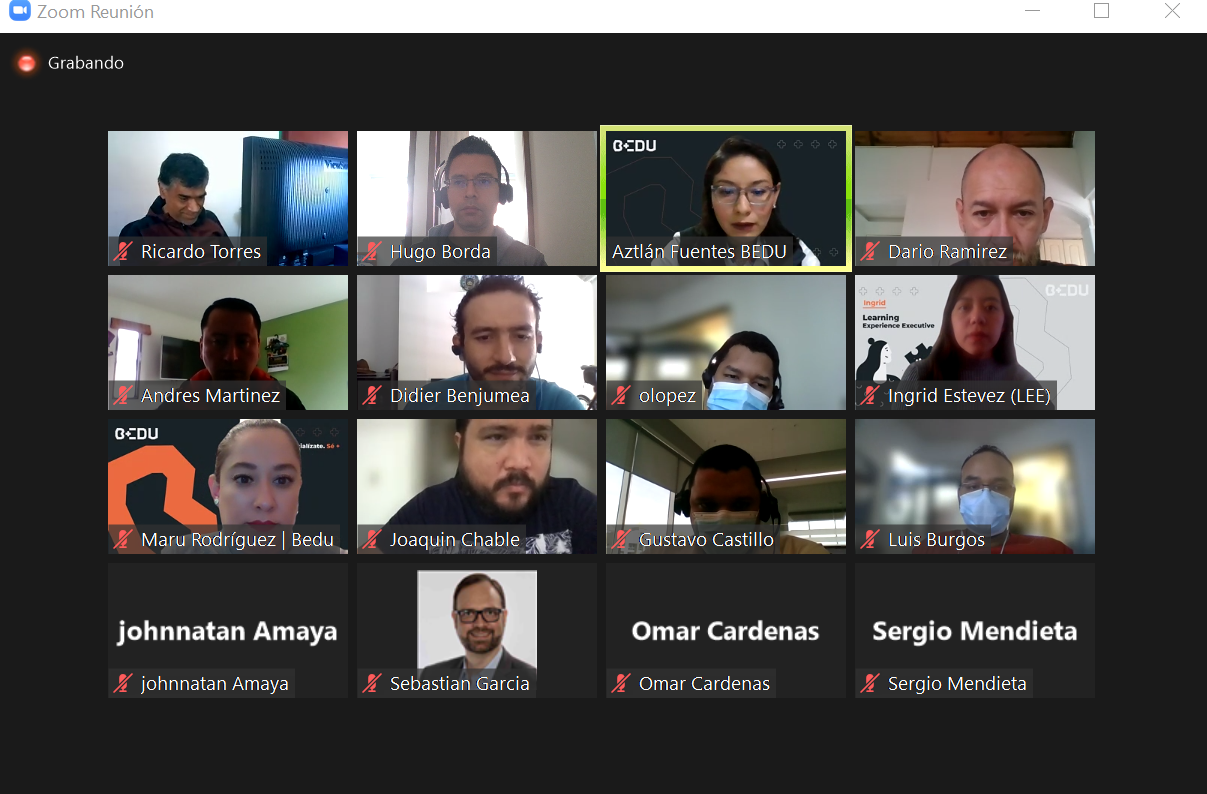 Zoom Reunión
Grabando
Ricardo Torres
Hugo Borda
BEDU
Aztlán Fuentes BEDU
Dario Ramirez
Andres Martinez
Didier Benjumea
olopez
BEDU
Ingrid
Learning
Experience Executive
Ingrid Estevez (LEE)
BEDU
Maru Rodríguez | Bedu
Joaquin Chable
Gustavo Castillo
Luis Burgos
johnnatan Amaya
johnnatan Amaya
Sebastian Garcia
Omar Cardenas
Omar Cardenas
Sergio Mendieta
Sergio Mendieta